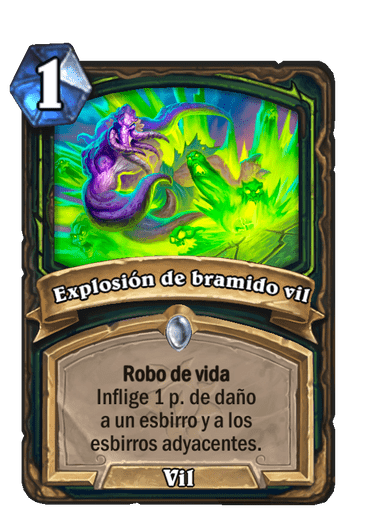 1
Explosión de bramido vil
Robo de vida
Inflige 1 p. de daño
a un esbirro y a los
esbirros adyacentes.
Vil